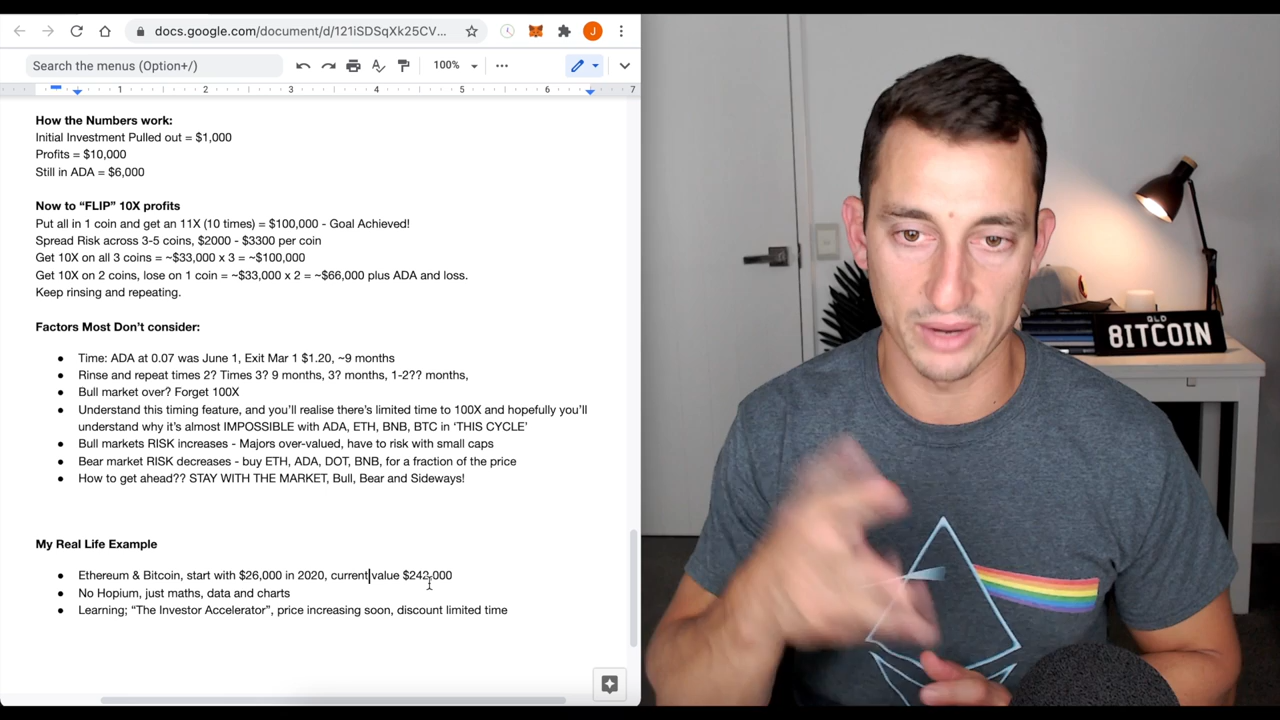 docs.google.com/document/d/121iSDSqXk25CV...
J
Search the menus (Option+/)
100%
1 2 3 4 5 6 7
How the Numbers work:
Initial Investment Pulled out = $1,000
Profits = $10,000
Still in ADA = $6,000
Now to “FLIP” 10X profits
Put all in 1 coin and get an 11X (10 times) = $100,000 - Goal Achieved!
Spread Risk across 3-5 coins, $2000 - $3300 per coin
Get 10X on all 3 coins = ~$33,000 x 3 = ~$100,000
Get 10X on 2 coins, lose on 1 coin = ~$33,000 x 2 = ~$66,000 plus ADA and loss.
Keep rinsing and repeating.
Factors Most Don’t consider:
● Time: ADA at 0.07 was June 1, Exit Mar 1 $1.20, ~9 months
● Rinse and repeat times 2? Times 3? 9 months, 3? months, 1-2?? months,
● Bull market over? Forget 100X
● Understand this timing feature, and you’ll realise there’s limited time to 100X and hopefully you’ll
understand why it’s almost IMPOSSIBLE with ADA, ETH, BNB, BTC in ‘THIS CYCLE’
● Bull markets RISK increases - Majors over-valued, have to risk with small caps
● Bear market RISK decreases - buy ETH, ADA, DOT, BNB, for a fraction of the price
● How to get ahead?? STAY WITH THE MARKET, Bull, Bear and Sideways!
My Real Life Example
● Ethereum & Bitcoin, start with $26,000 in 2020, current value $242,000
● No Hopium, just maths, data and charts
● Learning; “The Investor Accelerator”, price increasing soon, discount limited time
QLD
8ITCOIN